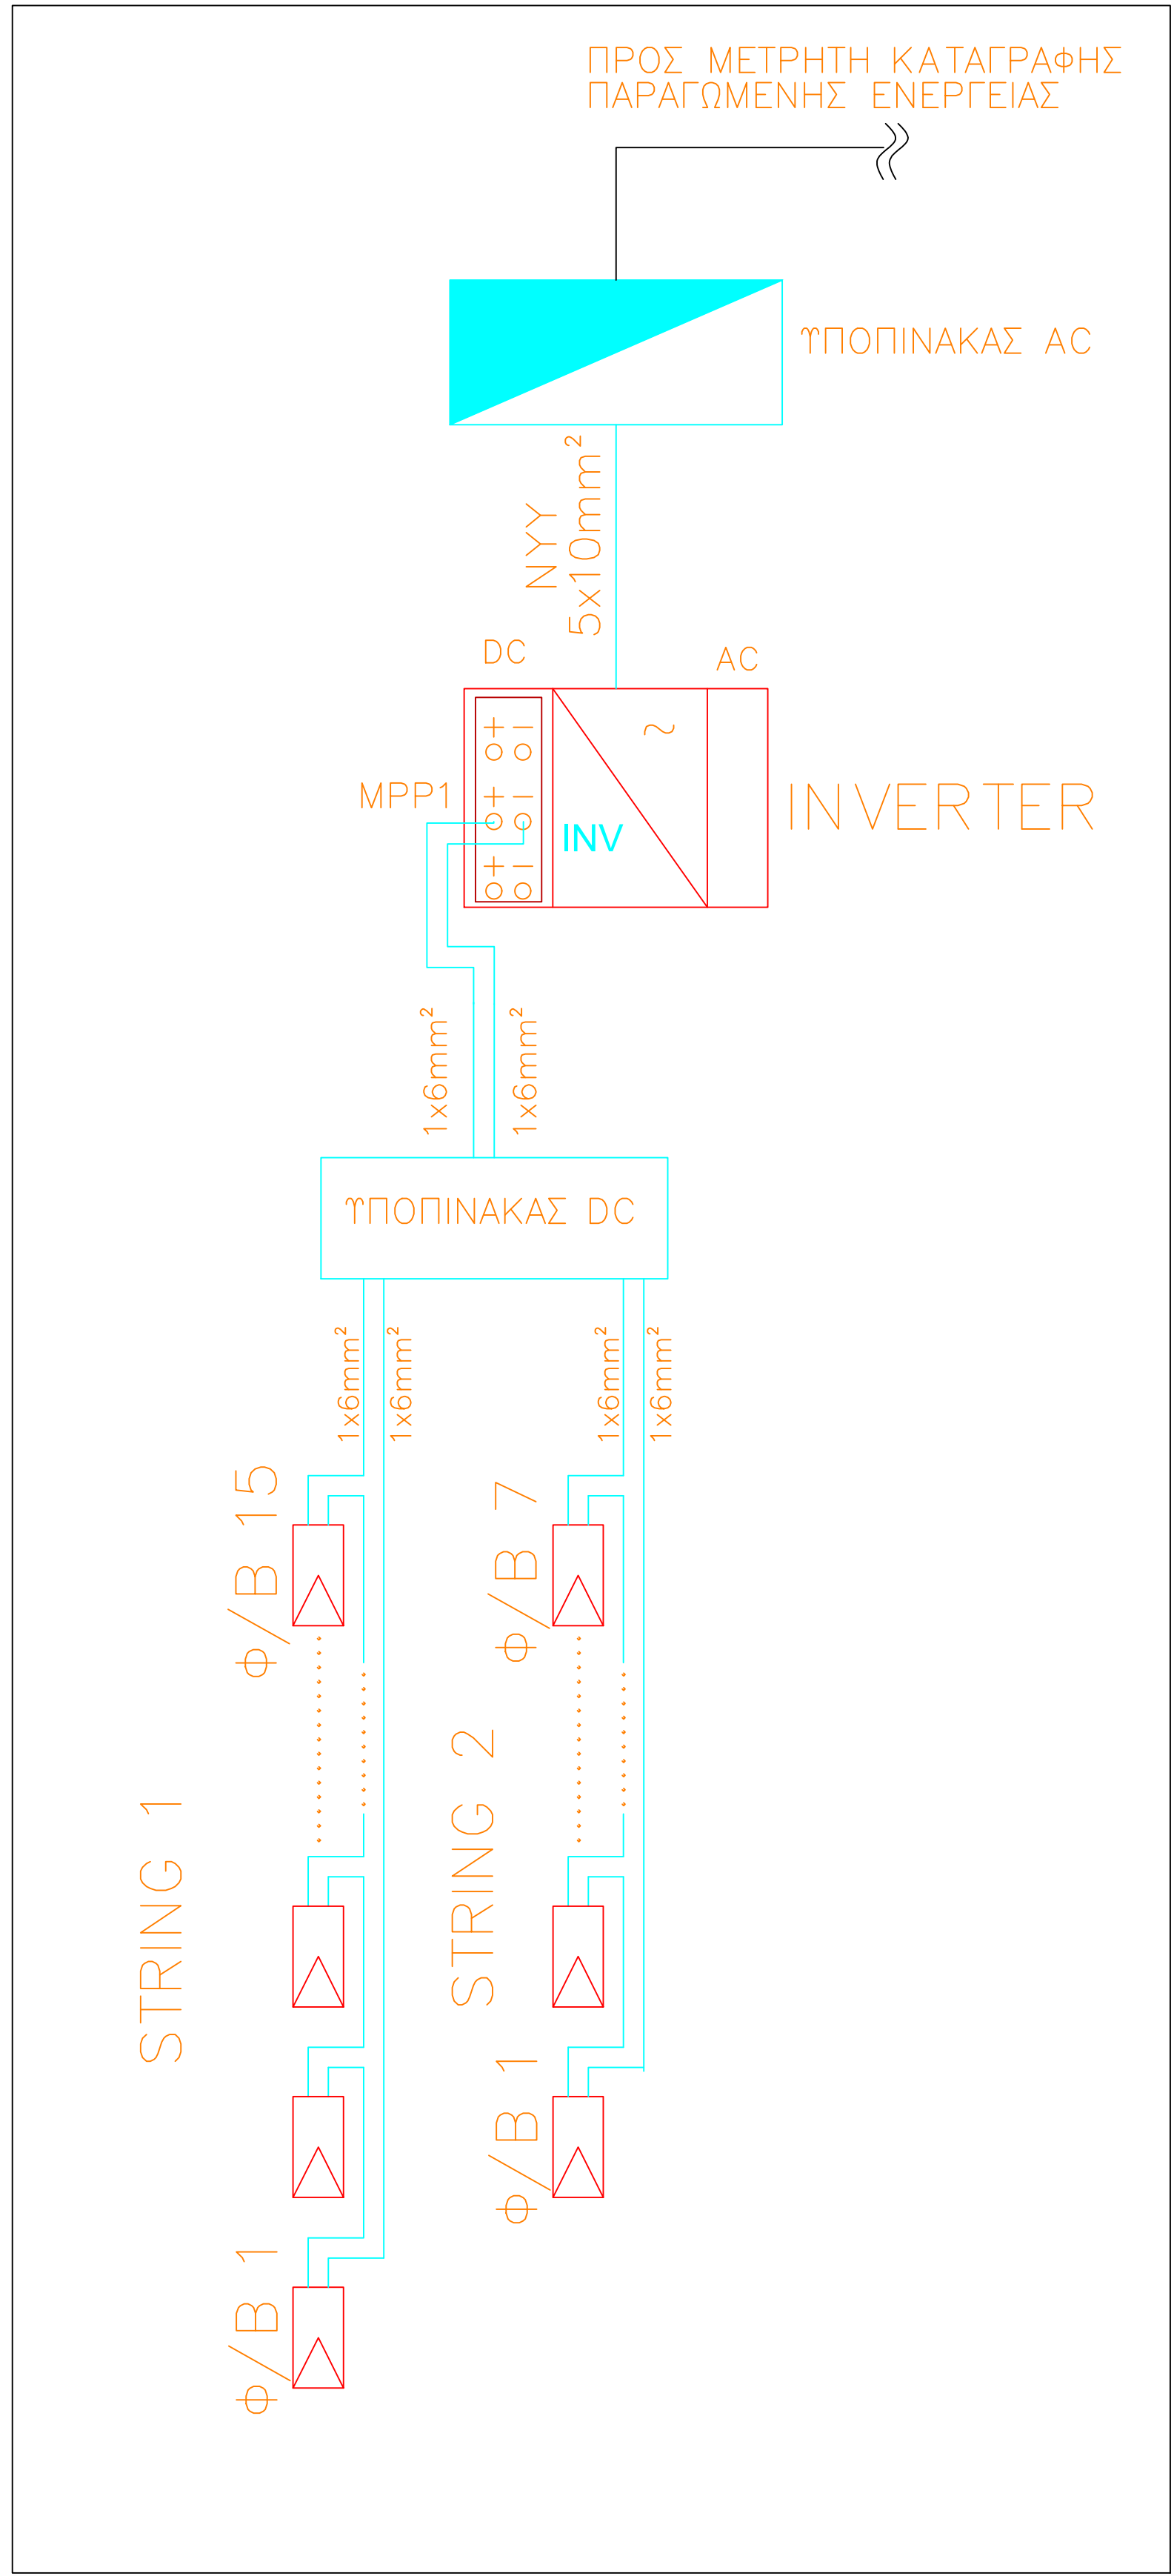 ΠΡΟΣ ΜΕΤΡΗΤΗ ΚΑΤΑΓΡΑΦΗΣ
ΠΑΡΑΓΩΜΕΝΗΣ ΕΝΕΡΓΕΙΑΣ
ΥΠΟΠΙΝΑΚΑΣ AC
NYY
5x10mm²
DC
AC
+ −
~
MPP1
+ −
INV
INVERTER
+ −
1x6mm²
1x6mm²
ΥΠΟΠΙΝΑΚΑΣ DC
1x6mm²
1x6mm²
1x6mm²
1x6mm²
Φ/Β 15
Φ/Β 7
STRING 1
STRING 2
Φ/Β 1
Φ/Β 1